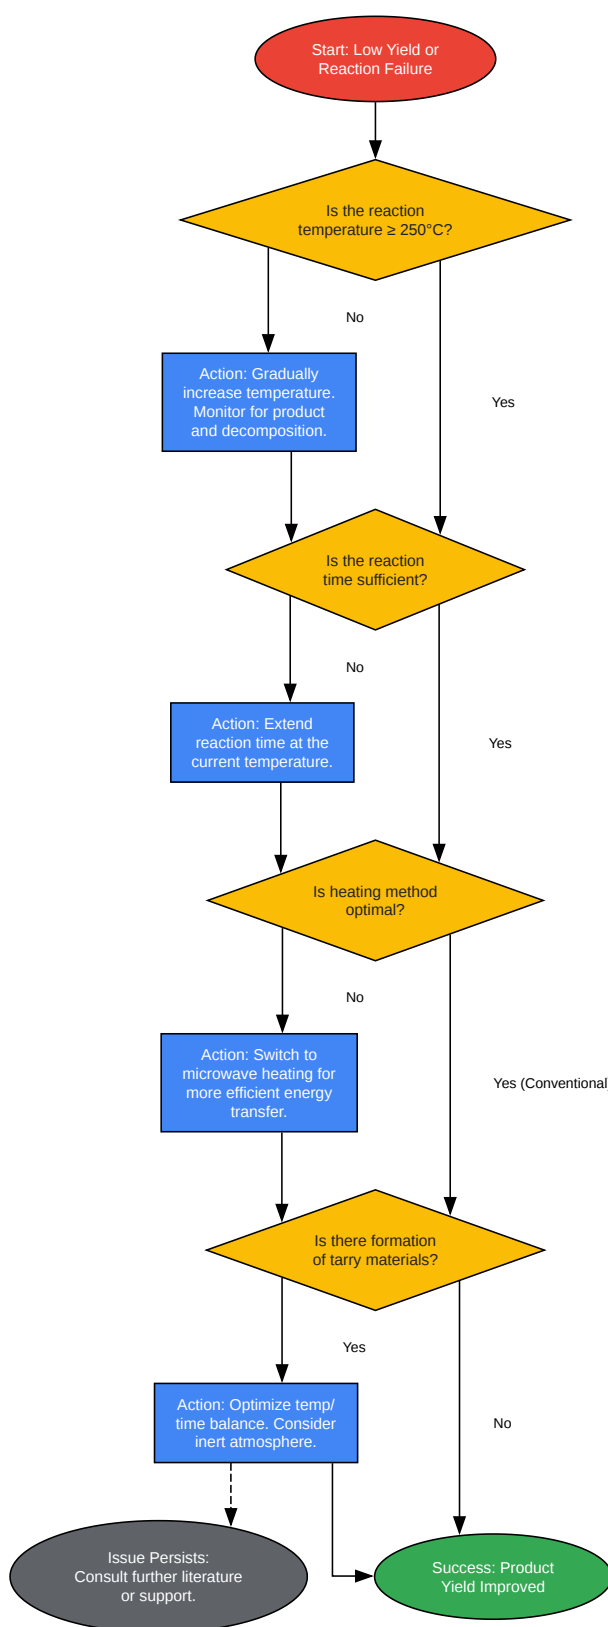 Start: Low Yield or
Reaction Failure
Is the reaction
temperature ≥ 250°C?
No
Yes
Action: Gradually
increase temperature.
Monitor for product
and decomposition.
Is the reaction
time sufficient?
No
Yes
Action: Extend
reaction time at the
current temperature.
Is heating method
optimal?
No
Yes (Conventional)
Action: Switch to
microwave heating for
more efficient energy
transfer.
Is there formation
of tarry materials?
Yes
No
Action: Optimize temp/
time balance. Consider
inert atmosphere.
Issue Persists:
Consult further literature
or support.
Success: Product
Yield Improved